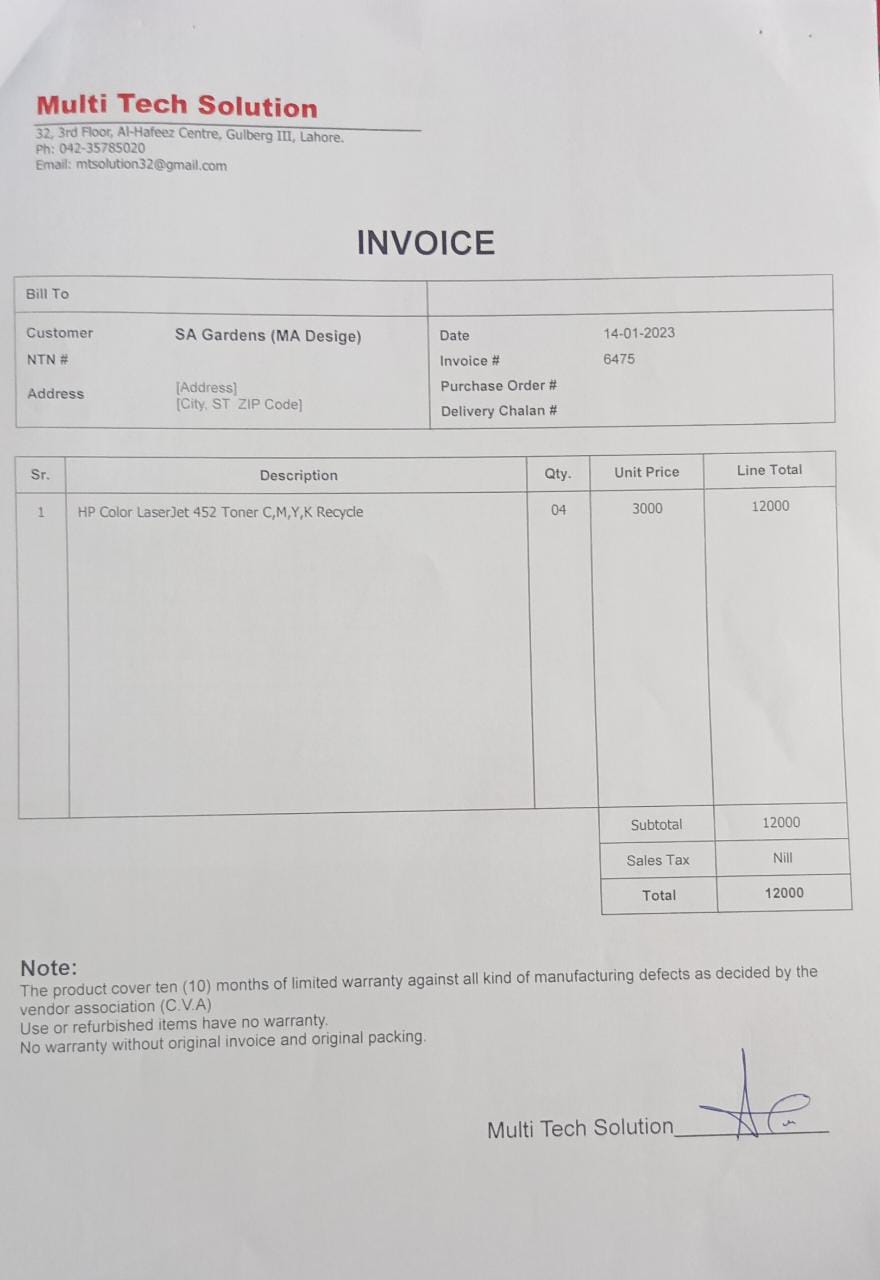 Multi Tech Solution
32, 3rd Floor, Al-Hafeez Centre, Gulberg III, Lahore.
Ph: 042-35785020
Email: mtsolution32@gmail.com
INVOICE
Bill To
Customer SA Gardens (MA Desige)
NTN #
Address [Address]
[City, ST ZIP Code]
Date 14-01-2023
Invoice # 6475
Purchase Order #
Delivery Chalan #
Sr. Description Qty. Unit Price Line Total
1 HP Color LaserJet 452 Toner C,M,Y,K Recycle 04 3000 12000
Subtotal 12000
Sales Tax Nill
Total 12000
Note:
The product cover ten (10) months of limited warranty against all kind of manufacturing defects as decided by the
vendor association (C.V.A)
Use or refurbished items have no warranty.
No warranty without original invoice and original packing.
Multi Tech Solution